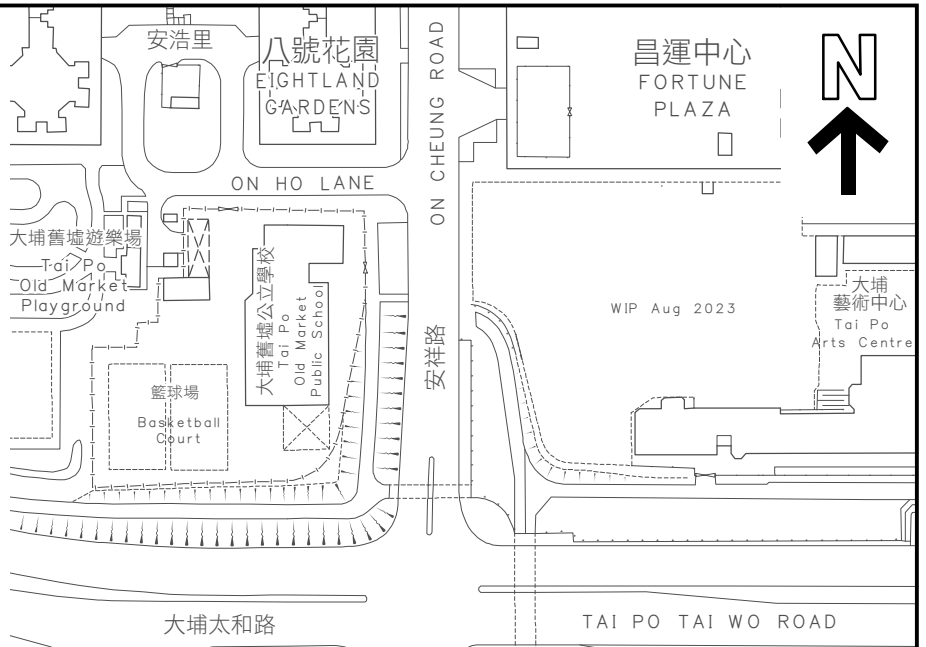 安浩里
八號花園
EIGHTLAND
GARDENS
ON CHEUNG ROAD
昌運中心
FORTUNE
PLAZA
N
ON HO LANE
大埔舊墟遊樂場
Tai Po
Old Market
Playground
大埔舊墟公立學校
Tai Po
Old Market
Public School
籃球場
Basketball
Court
安祥路
WIP Aug 2023
大埔
藝術中心
Tai Po
Arts Centre
大埔太和路
TAI PO TAI WO ROAD